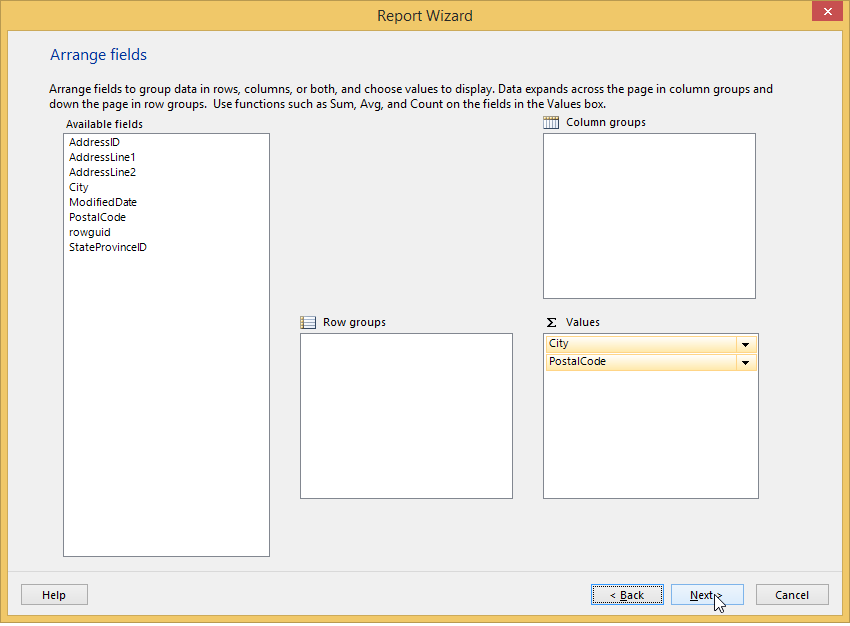 Report Wizard
Arrange fields
Arrange fields to group data in rows, columns, or both, and choose values to display. Data expands across the page in column groups and
down the page in row groups.  Use functions such as Sum, Avg, and Count on the fields in the Values box.
Available fields
AddressID
AddressLine1
AddressLine2
City
ModifiedDate
PostalCode
rowguid
StateProvinceID
Column groups
Row groups
Σ Values
City
PostalCode
Help
< Back
Next >
Cancel